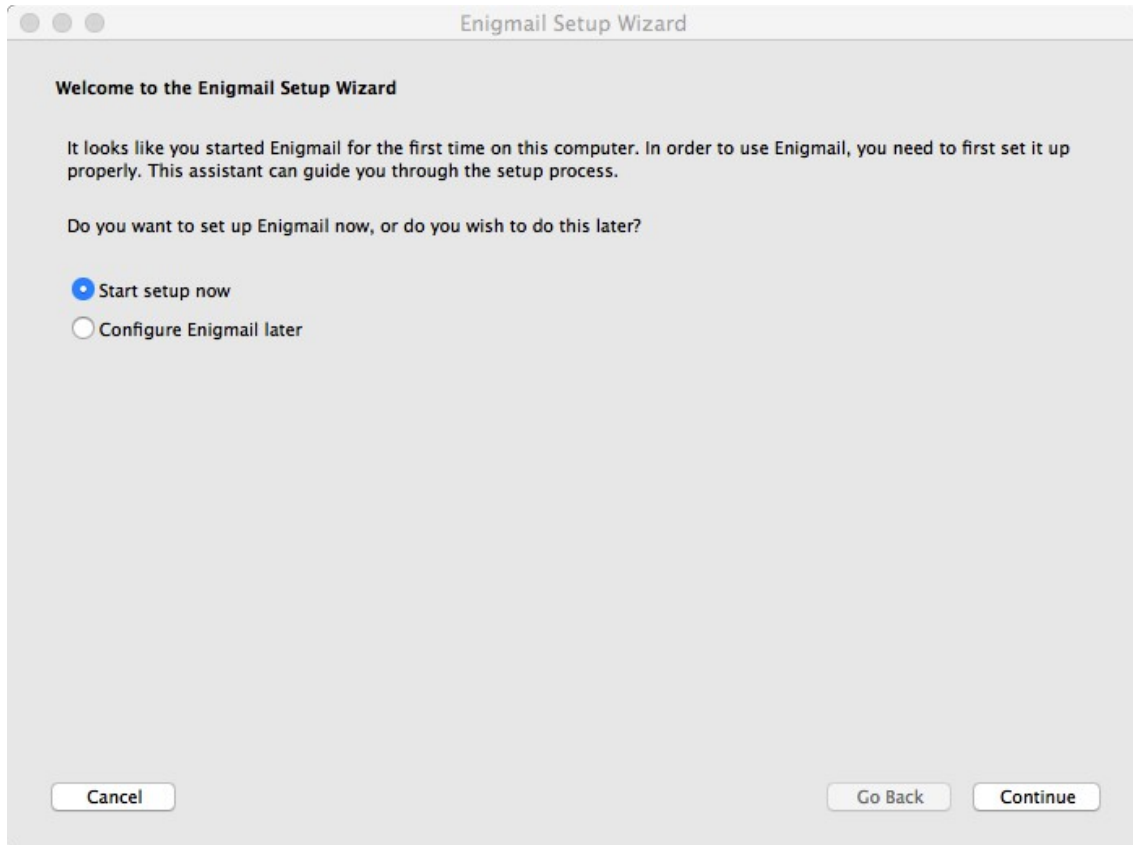 Enigmail Setup Wizard
Welcome to the Enigmail Setup Wizard
It looks like you started Enigmail for the first time on this computer. In order to use Enigmail, you need to first set it up
properly. This assistant can guide you through the setup process.
Do you want to set up Enigmail now, or do you wish to do this later?
Start setup now
Configure Enigmail later
Cancel
Go Back
Continue